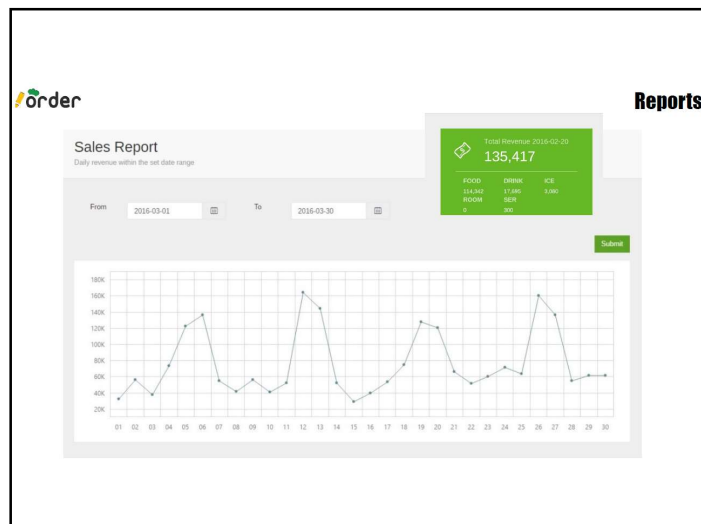 örder
Reports
Sales Report
Daily revenue within the set date range
Total Revenue 2016-02-20
135,417
FOOD DRINK ICE
114,342 17,695 3,080
ROOM SER
0 300
From 2016-03-01 To 2016-03-30
Submit
180K
160K
140K
120K
100K
80K
60K
40K
20K
01 02 03 04 05 06 07 08 09 10 11 12 13 14 15 16 17 18 19 20 21 22 23 24 25 26 27 28 29 30